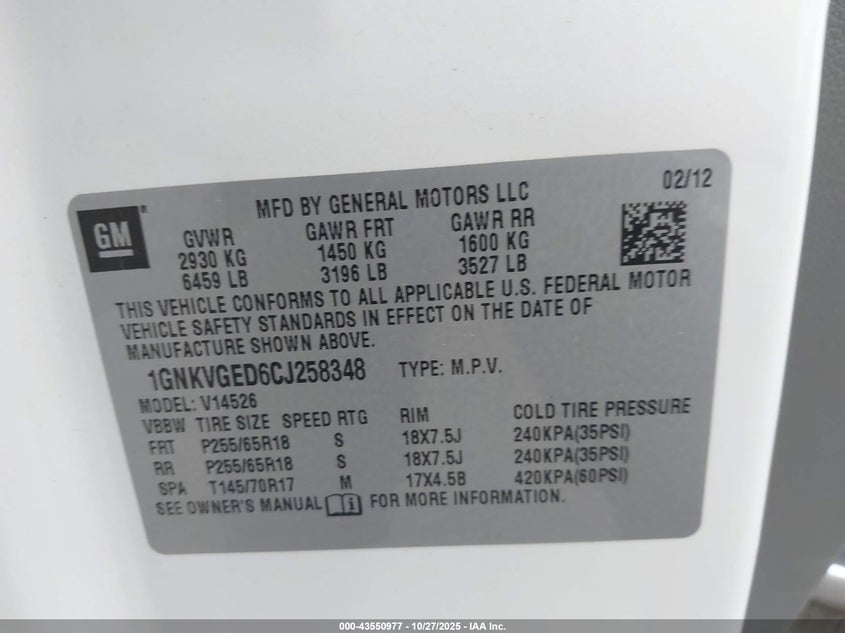 02/12
GM®
MFD BY GENERAL MOTORS LLC
GVWR GAWR FRT GAWR RR
2930 KG 1450 KG 1600 KG
6459 LB 3196 LB 3527 LB
THIS VEHICLE CONFORMS TO ALL APPLICABLE U.S. FEDERAL MOTOR
VEHICLE SAFETY STANDARDS IN EFFECT ON THE DATE OF
MANUFACTURE SHOWN ABOVE.
1GNKVGED6CJ258348 TYPE: M.P.V.
MODEL: V14526
VBBW TIRE SIZE SPEED RTG RIM COLD TIRE PRESSURE
FRT P255/65R18 S 18X7.5J 240KPA(35PSI)
RR P255/65R18 S 18X7.5J 240KPA(35PSI)
SPA T145/70R17 M 17X4.5B 420KPA(60PSI)
SEE OWNER'S MANUAL i FOR MORE INFORMATION.
000-43550977 - 10/27/2025 - IAA Inc.